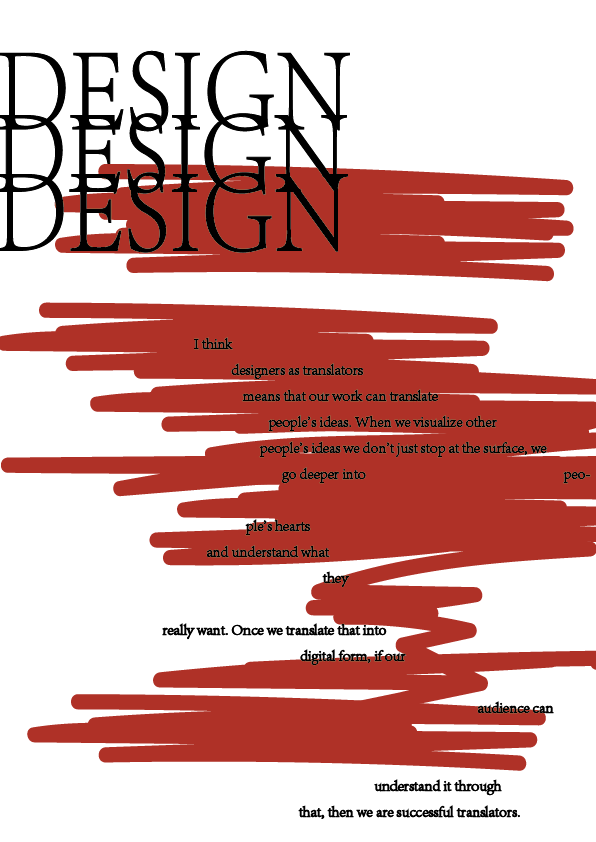 DESIGN
DESIGN
DESIGN
I think
designers as translators
means that our work can translate
people's ideas. When we visualize other
people's ideas we don't just stop at the surface, we
go deeper into peo-
ple's hearts
and understand what
they
really want. Once we translate that into
digital form, if our
audience can
understand it through
that, then we are successful translators.